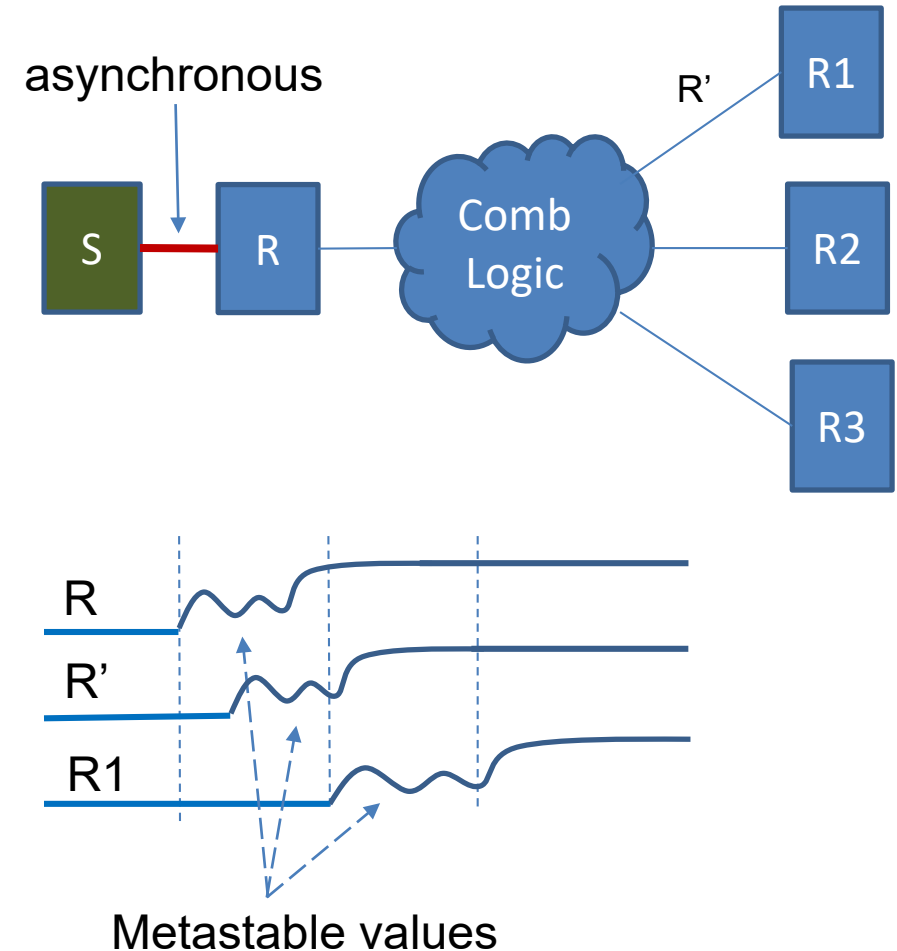 asynchronous
S
R
Comb
Logic
R’
R1
R2
R3
R
R’
R1
Metastable values